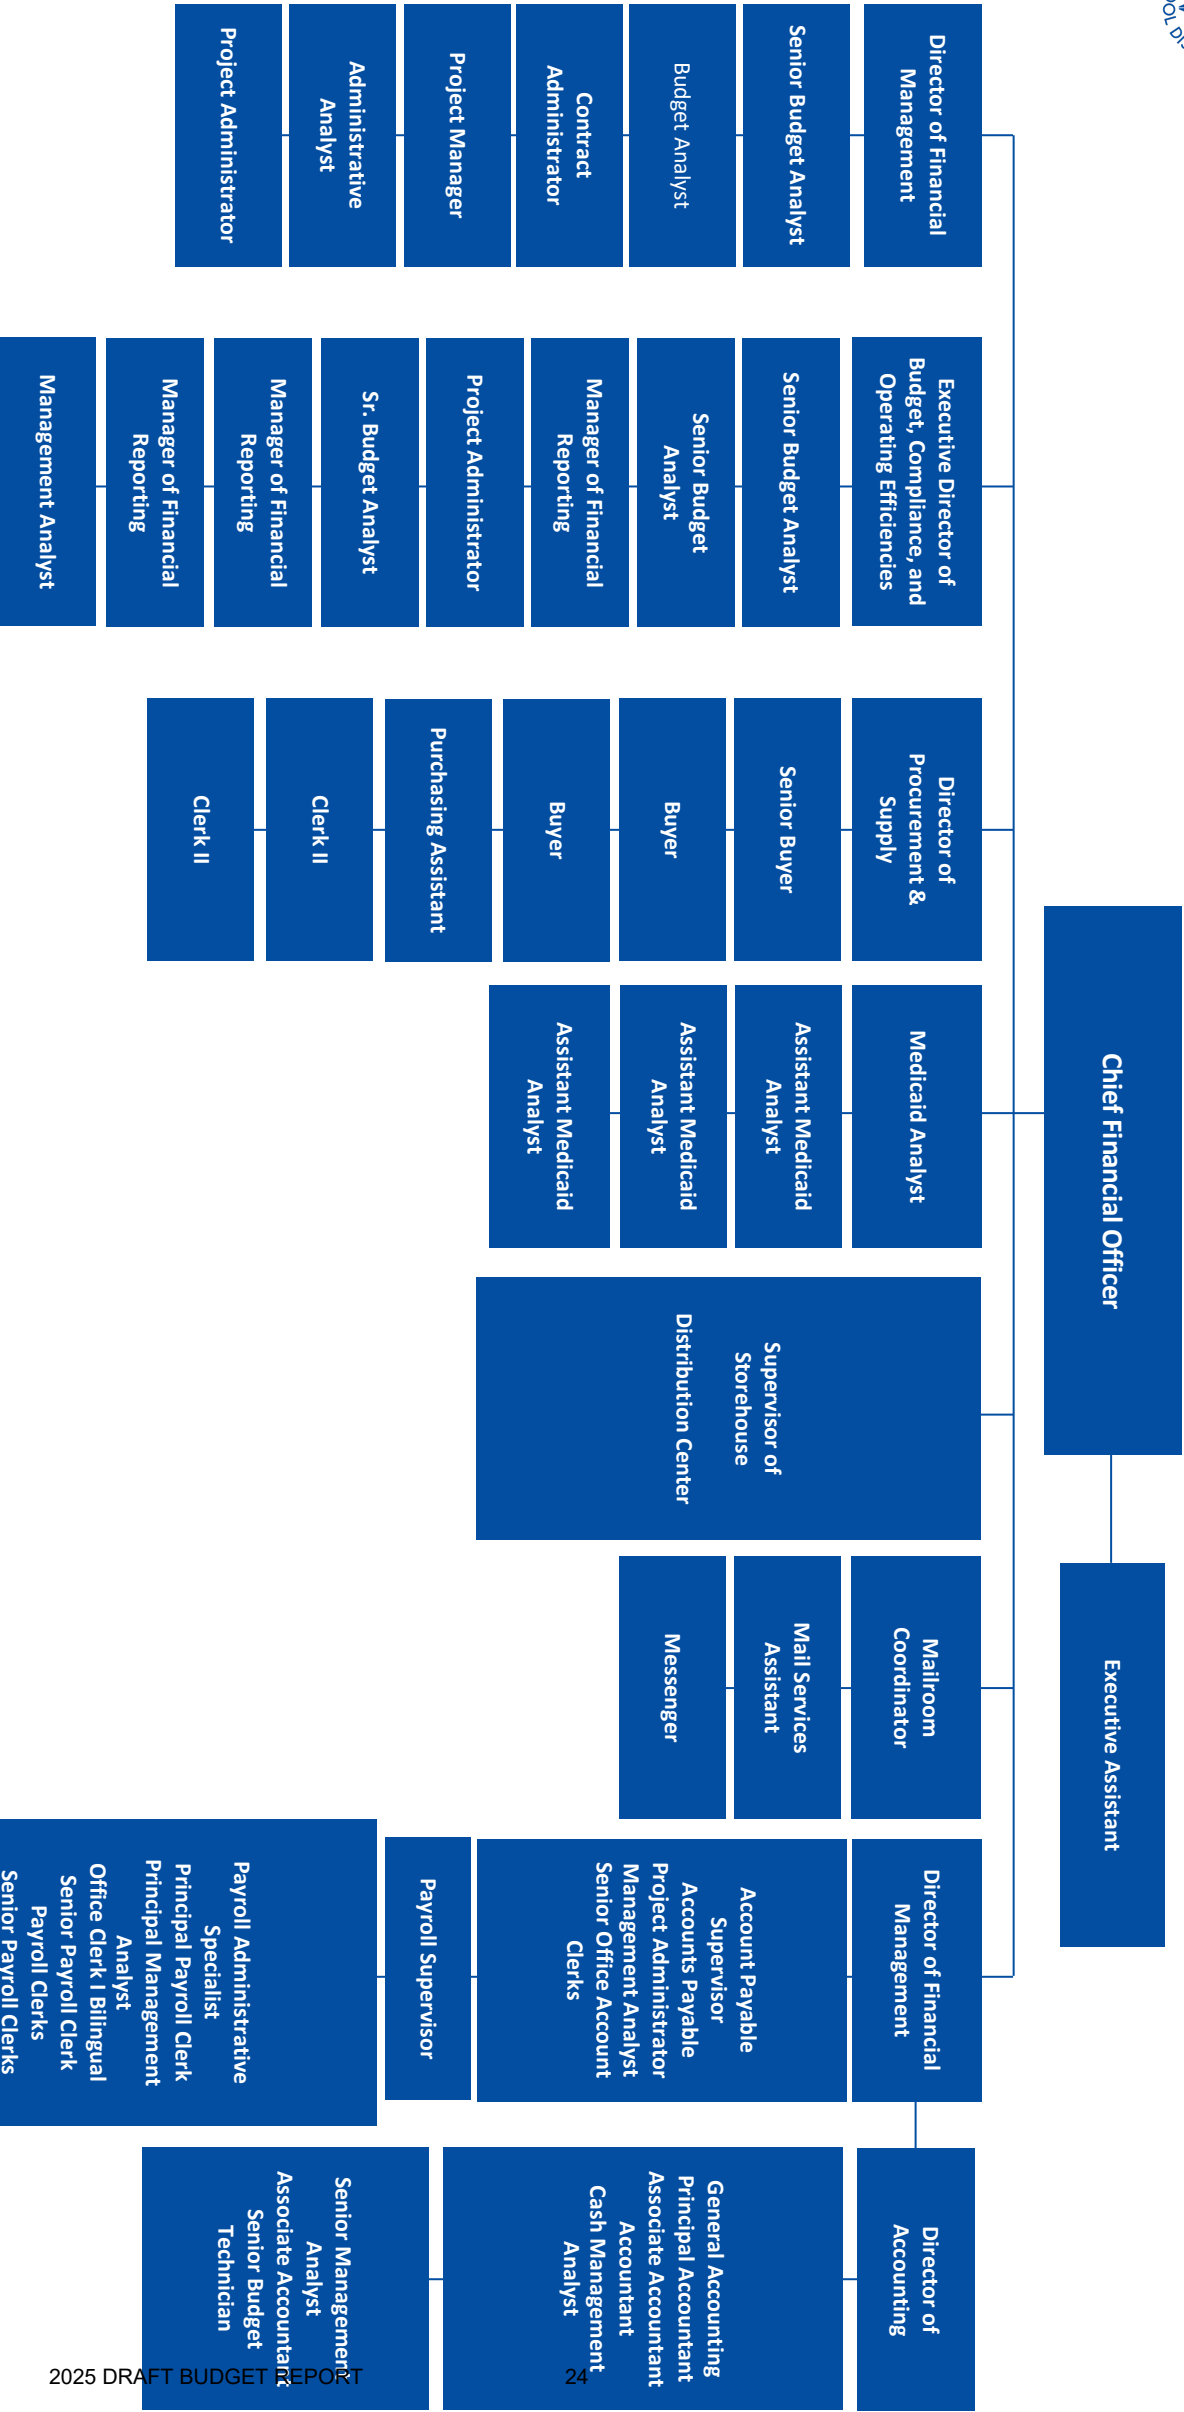 Chief Financial Officer
Executive Assistant
Director of Financial
Management
Senior Budget Analyst
Budget Analyst
Contract
Administrator
Project Manager
Administrative
Analyst
Project Administrator
Executive Director of
Budget, Compliance, and
Operating Efficiencies
Senior Budget Analyst
Senior Budget
Analyst
Manager of Financial
Reporting
Project Administrator
Sr. Budget Analyst
Manager of Financial
Reporting
Manager of Financial
Reporting
Management Analyst
Director of
Procurement &
Supply
Senior Buyer
Buyer
Buyer
Purchasing Assistant
Clerk II
Clerk II
Medicaid Analyst
Assistant Medicaid
Analyst
Assistant Medicaid
Analyst
Assistant Medicaid
Analyst
Supervisor of
Storehouse
Distribution Center
Mailroom
Coordinator
Mail Services
Assistant
Messenger
Director of Financial
Management
Account Payable
Supervisor
Accounts Payable
Project Administrator
Management Analyst
Senior Office Account
Clerks
Payroll Supervisor
Payroll Administrative
Specialist
Principal Payroll Clerk
Principal Management
Analyst
Office Clerk I Bilingual
Senior Payroll Clerk
Payroll Clerks
Senior Payroll Clerks
Director of
Accounting
General Accounting
Principal Accountant
Associate Accountant
Accountant
Cash Management
Analyst
Senior Management
Analyst
Associate Accountant
Senior Budget
Technician
2025 DRAFT BUDGET REPORT
24